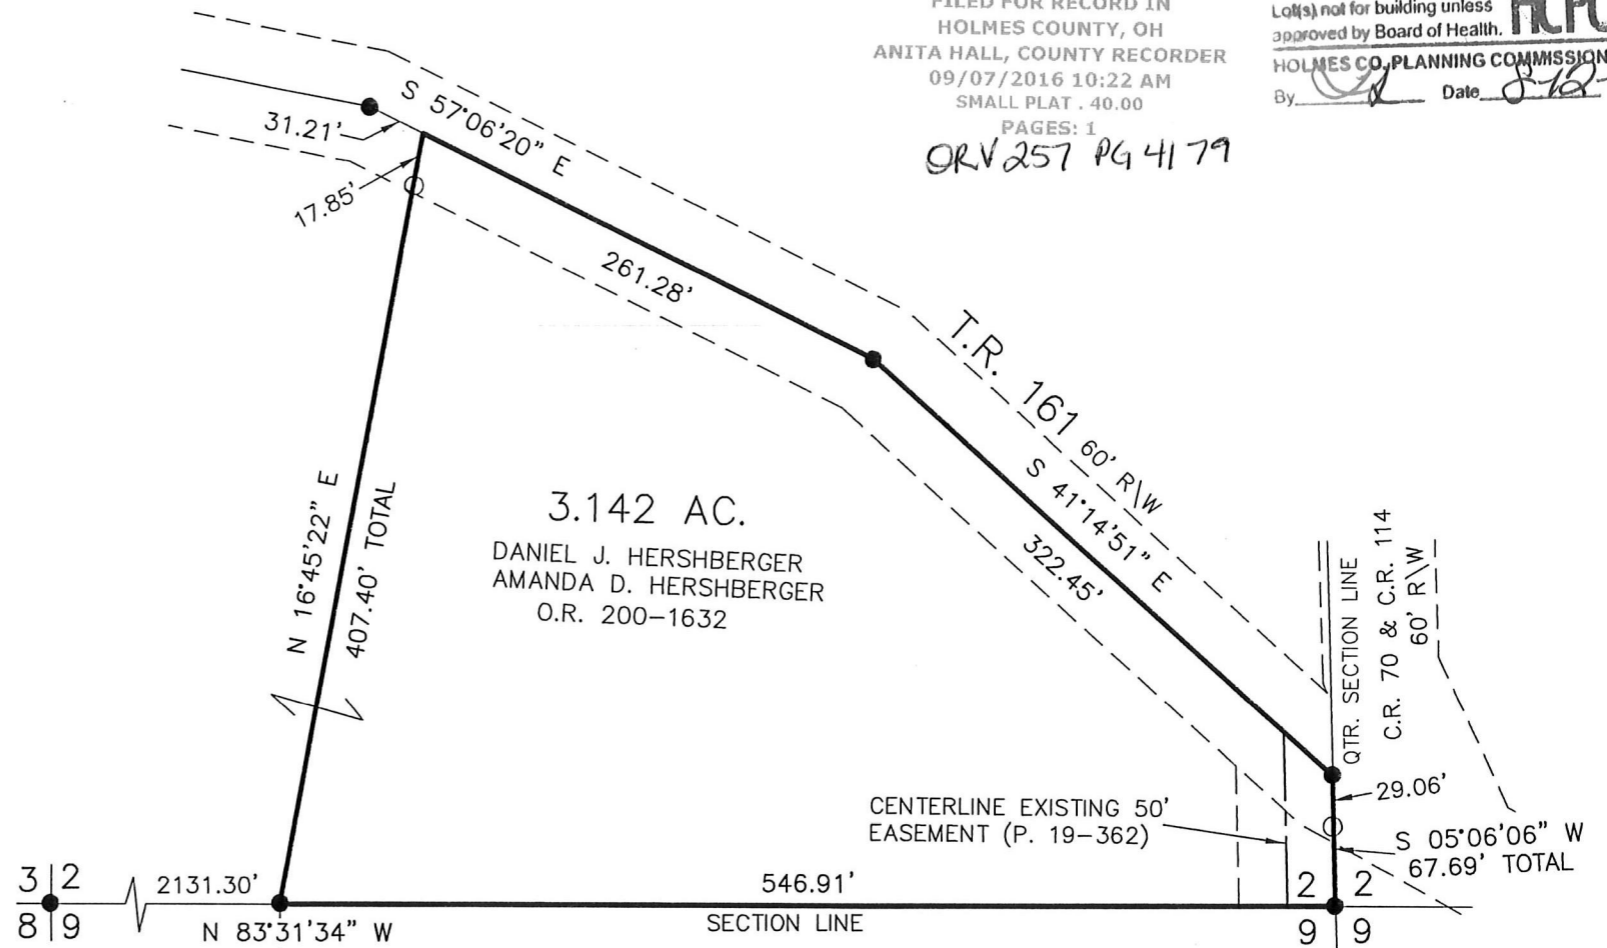 FILED FOR RECORD IN
HOLMES COUNTY, OH
ANITA HALL, COUNTY RECORDER
09/07/2016 10:22 AM
SMALL PLAT . 40.00
PAGES: 1
ORV 257 PG 4179
Lot(s) not for building unless
approved by Board of Health.
HCPC
HOLMES CO. PLANNING COMMISSION
By Date 8-12-
S 57°06'20" E
31.21'
17.85'
261.28'
T.R. 161 60' R\W
S 41°14'51" E
322.45'
N 16°45'22" E
407.40' TOTAL
3.142 AC.
DANIEL J. HERSHBERGER
AMANDA D. HERSHBERGER
O.R. 200-1632
QTR. SECTION LINE
C.R. 70 & C.R. 114
60' R\W
29.06'
CENTERLINE EXISTING 50'
EASEMENT (P. 19-362)
S 05°06'06" W
67.69' TOTAL
3 2
8 9
2131.30'
546.91'
2 2
9 9
N 83°31'34" W
SECTION LINE